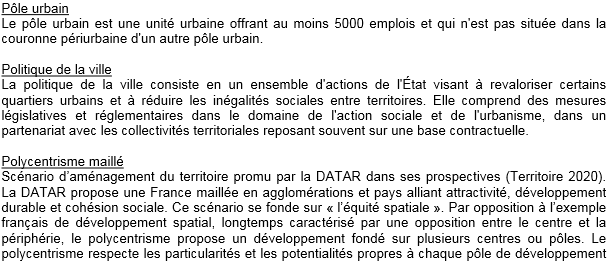 Pôle urbain
Le pôle urbain est une unité urbaine offrant au moins 5000 emplois et qui n'est pas située dans la
couronne périurbaine d'un autre pôle urbain.
Politique de la ville
La politique de la ville consiste en un ensemble d'actions de l'État visant à revaloriser certains
quartiers urbains et à réduire les inégalités sociales entre territoires. Elle comprend des mesures
législatives et réglementaires dans le domaine de l'action sociale et de l'urbanisme, dans un
partenariat avec les collectivités territoriales reposant souvent sur une base contractuelle.
Polycentrisme maillé
Scénario d'aménagement du territoire promu par la DATAR dans ses prospectives (Territoire 2020).
La DATAR propose une France maillée en agglomérations et pays alliant attractivité, développement
durable et cohésion sociale. Ce scénario se fonde sur « l'équité spatiale ». Par opposition à l'exemple
français de développement spatial, longtemps caractérisé par une opposition entre le centre et la
périphérie, le polycentrisme propose un développement fondé sur plusieurs centres ou pôles. Le
polycentrisme respecte les particularités et les potentialités propres à chaque pôle de développement